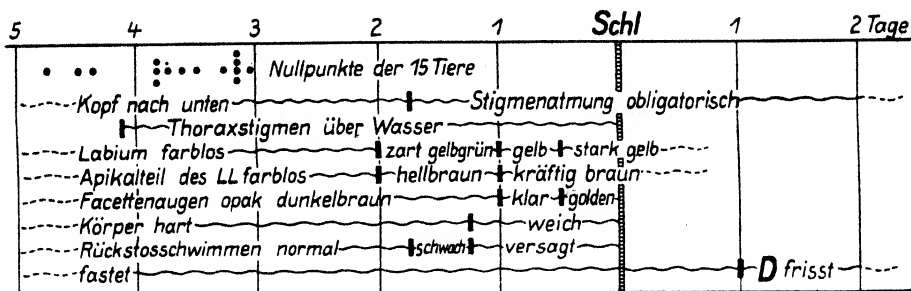 5 4 3 2 1 Schl 1 2 Tage
Nullpunkte der 15 Tiere
Kopf nach unten Stigmenatmung obligatorisch
Thoraxstigmen über Wasser
Labium farblos zart gelbgrün gelb stark gelb
Apikalteil des LL farblos hellbraun kräftig braun
Facettenaugen opak dunkelbraun klar golden
Körper hart weich
Rückstosschwimmen normal schwach versagt
fastet D frisst